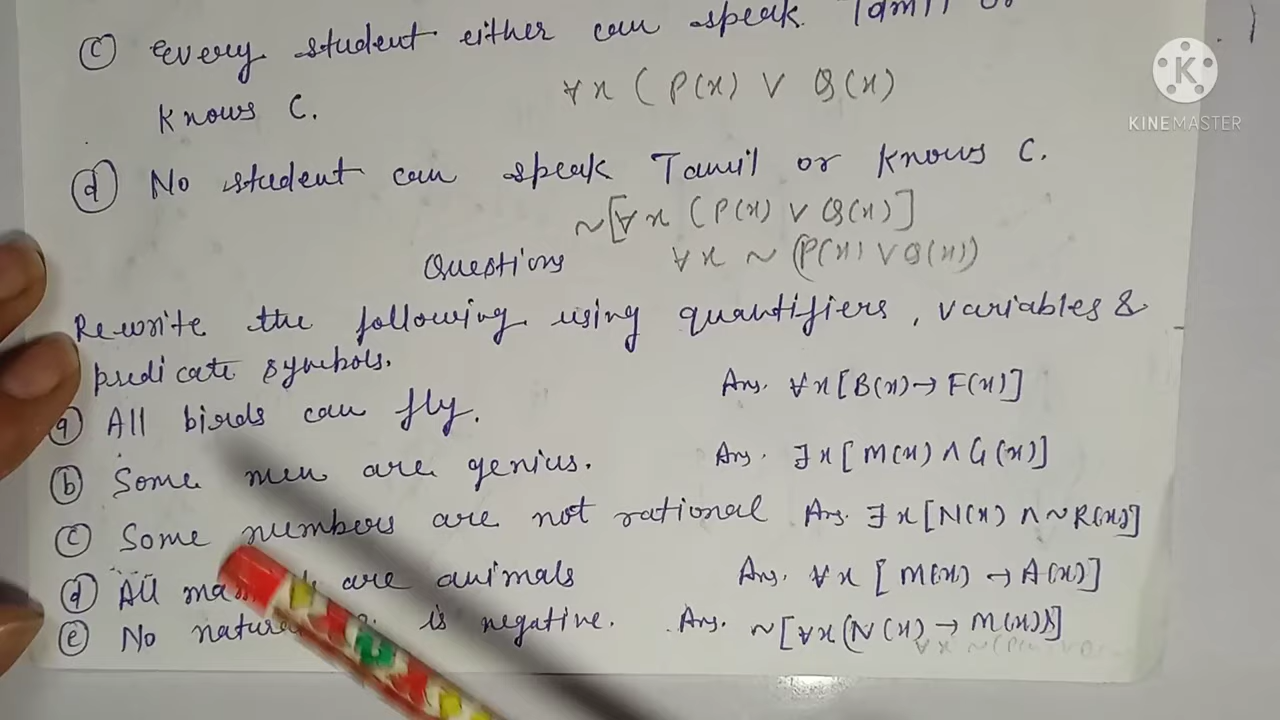 (c) Every student either can speak Tamil or
knows C. ∀x (P(x) ∨ Q(x)
(d) No student can speak Tamil or knows C.
~[∀x (P(x) ∨ Q(x)]
∀x ~ (P(x) ∨ Q(x))
Questions
Rewrite the following using quantifiers, variables &
predicate symbols.
(a) All birds can fly. Ans. ∀x [B(x) → F(x)]
(b) Some men are genius. Ans. ∃x [M(x) ∧ G(x)]
(c) Some numbers are not rational Ans. ∃x [N(x) ∧ ~R(x)]
(d) All are animals Ans. ∀x [M(x) → A(x)]
(e) No is negative. Ans. ~[∀x (N(x) → M(x))]
KINEMASTER